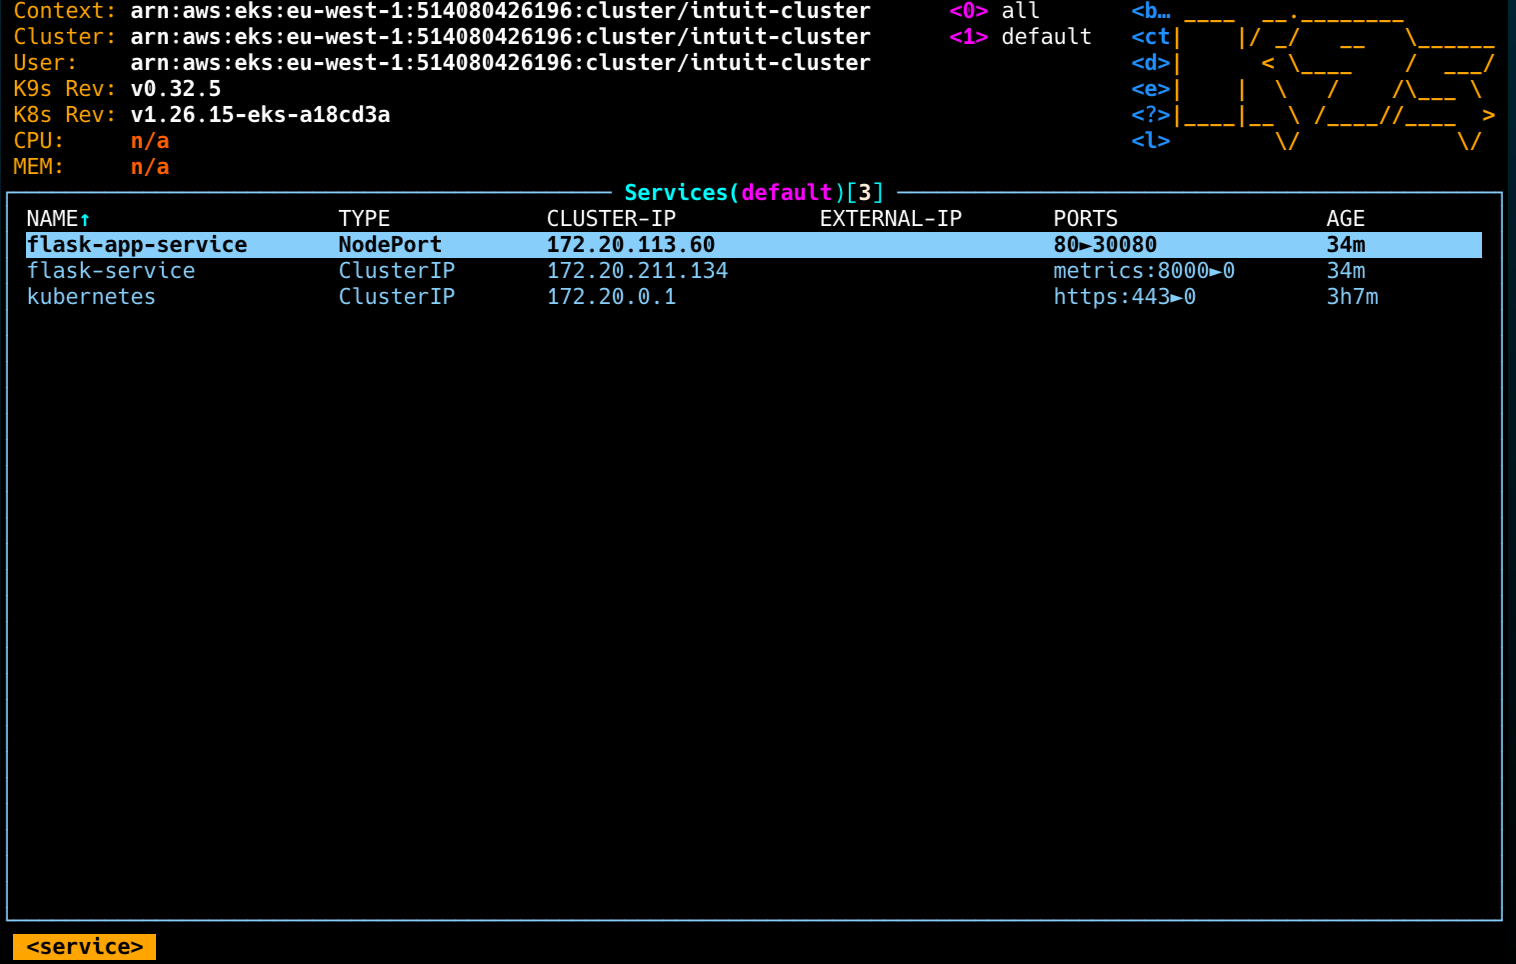 Context: arn:aws:eks:eu-west-1:514080426196:cluster/intuit-cluster <0> all <b…
Cluster: arn:aws:eks:eu-west-1:514080426196:cluster/intuit-cluster <1> default <ct
User: arn:aws:eks:eu-west-1:514080426196:cluster/intuit-cluster <d>
K9s Rev: v0.32.5 <e>
K8s Rev: v1.26.15-eks-a18cd3a <?>
CPU: n/a <l>
MEM: n/a
Services(default)[3]
NAME↑ TYPE CLUSTER-IP EXTERNAL-IP PORTS AGE
flask-app-service NodePort 172.20.113.60 80►30080 34m
flask-service ClusterIP 172.20.211.134 metrics:8000►0 34m
kubernetes ClusterIP 172.20.0.1 https:443►0 3h7m
<service>